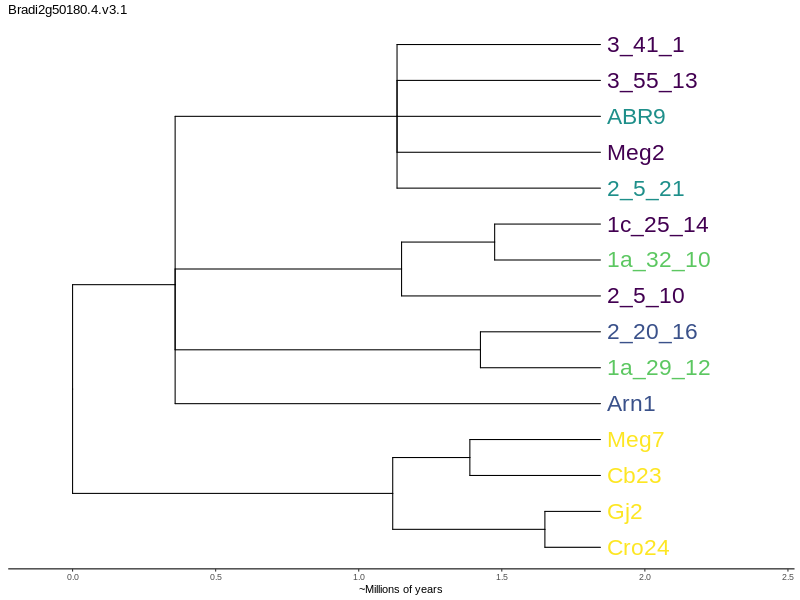 Bradi2g50180.4.v3.1
3_41_1
3_55_13
ABR9
Meg2
2_5_21
1c_25_14
1a_32_10
2_5_10
2_20_16
1a_29_12
Arn1
Meg7
Cb23
Gj2
Cro24
0.0 0.5 1.0 1.5 2.0 2.5
~Millions of years